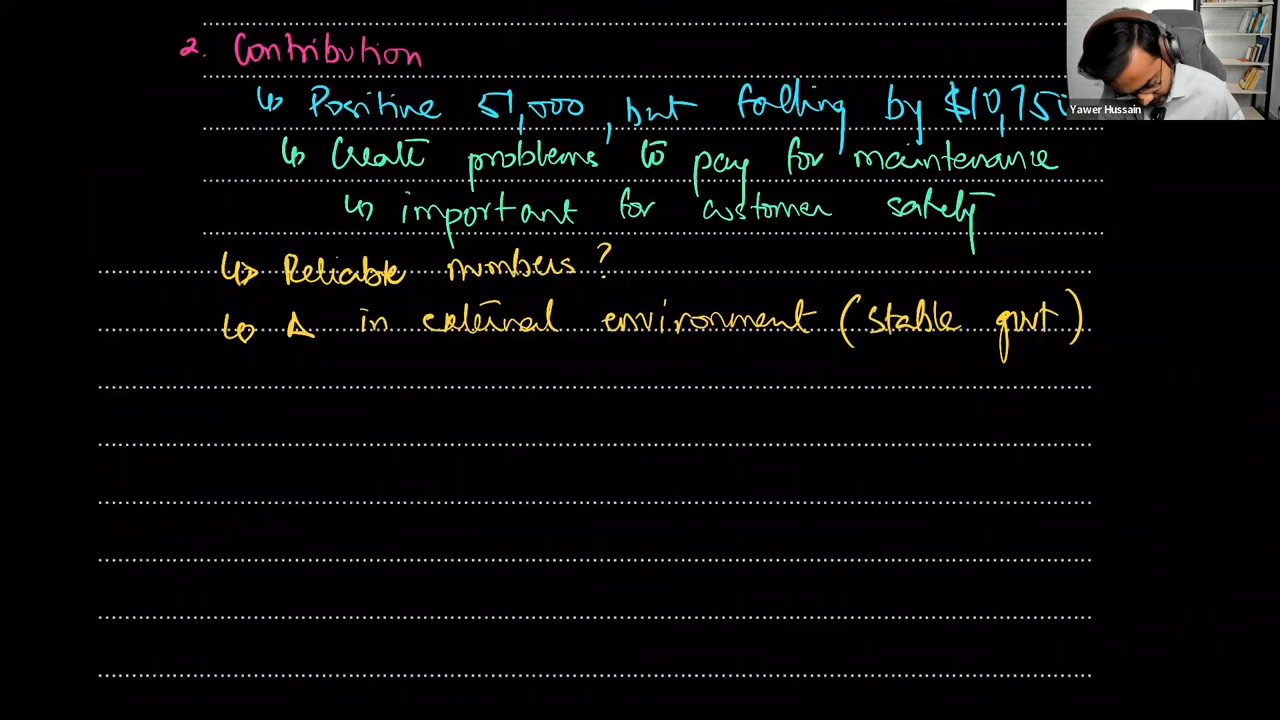 2. Contribution
↳ Positive 51,000, but falling by $10,750
Yawer Hussain
↳ Create problems to pay for maintenance
↳ important for customer safety
↳ Reliable numbers?
↳ Δ in external environment (stable govt)